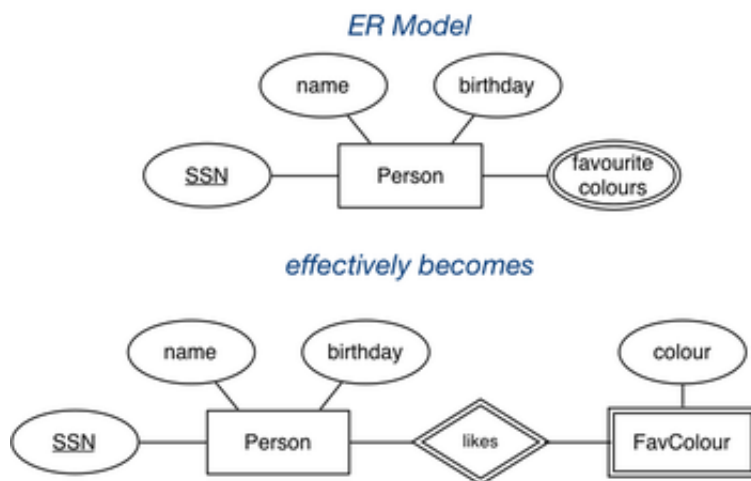 ER Model
name
birthday
SSN
Person
favourite
colours
effectively becomes
name
birthday
colour
SSN
Person
likes
FavColour